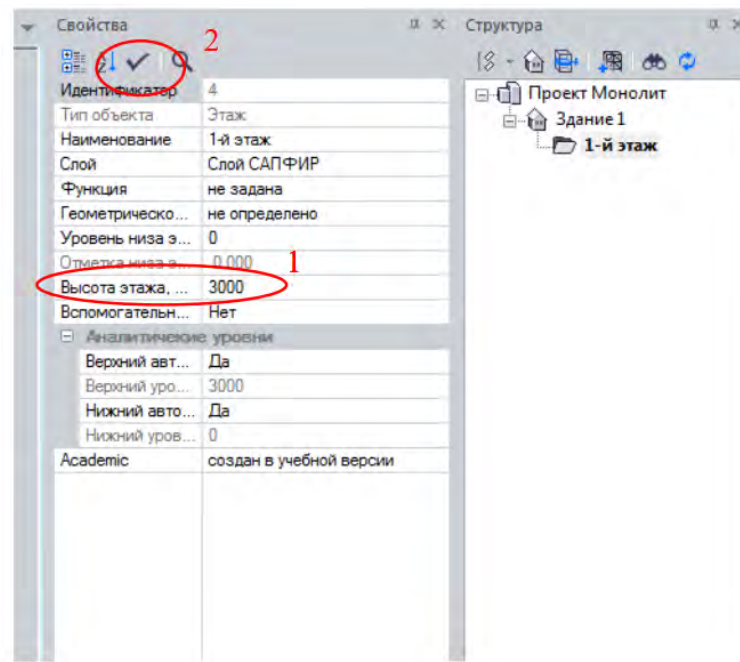 Свойства
2
Идентификатор 4
Тип объекта Этаж
Наименование 1-й этаж
Слой Слой САПФИР
Функция не задана
Геометрическо... не определено
Уровень низа э... 0
Отметка низа э... 0.000
1
Высота этажа, ... 3000
Вспомогательн... Нет
Аналитичекие уровни
Верхний авт... Да
Верхний уро... 3000
Нижний авто... Да
Нижний уров... 0
Academic создан в учебной версии
Структура
Проект Монолит
Здание 1
1-й этаж